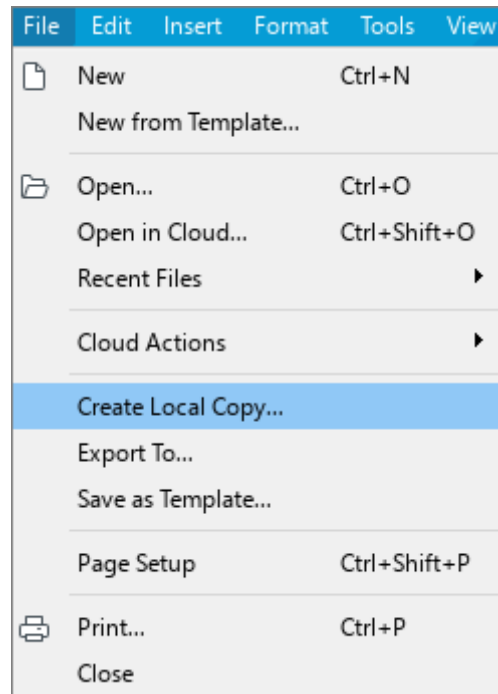 File Edit Insert Format Tools View
New Ctrl+N
New from Template...
Open... Ctrl+O
Open in Cloud... Ctrl+Shift+O
Recent Files
Cloud Actions
Create Local Copy...
Export To...
Save as Template...
Page Setup Ctrl+Shift+P
Print... Ctrl+P
Close